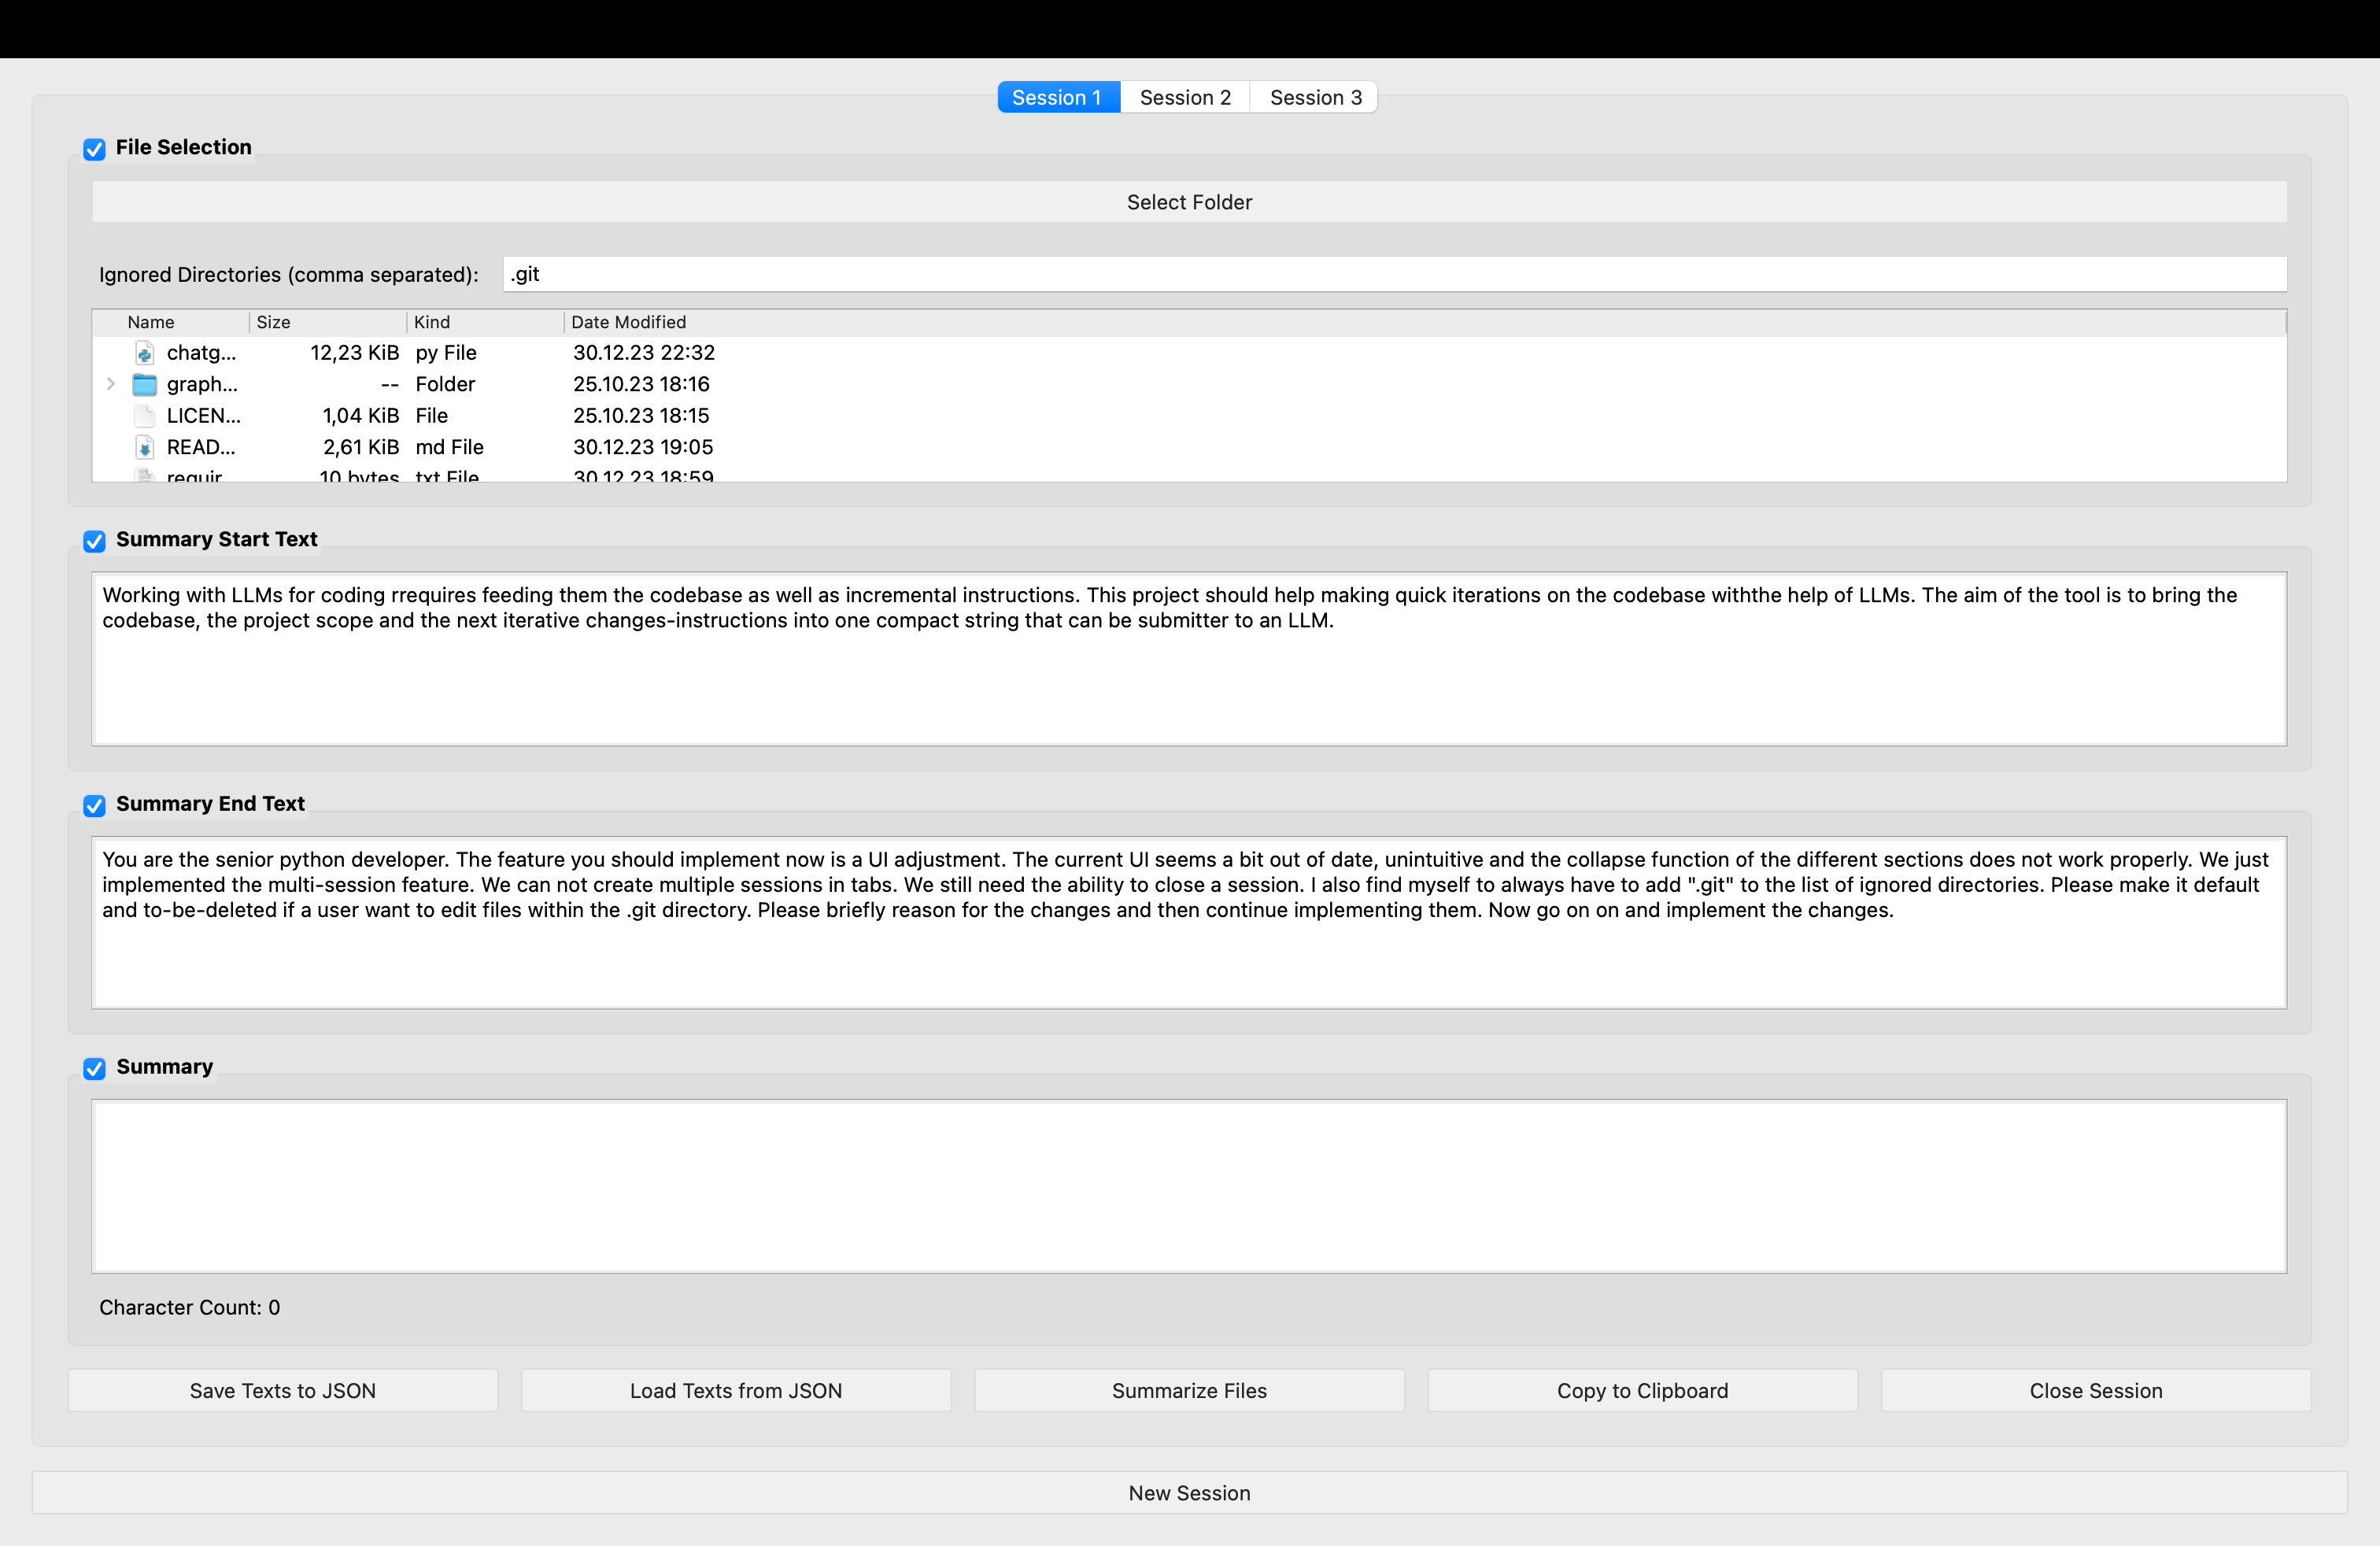 Session 1 Session 2 Session 3
File Selection
Select Folder
Ignored Directories (comma separated): .git
Name Size Kind Date Modified
chatg... 12,23 KiB py File 30.12.23 22:32
graph... -- Folder 25.10.23 18:16
LICEN... 1,04 KiB File 25.10.23 18:15
READ... 2,61 KiB md File 30.12.23 19:05
requir 10 bytes txt File 30.12.23 18:59
Summary Start Text
Working with LLMs for coding rrequires feeding them the codebase as well as incremental instructions. This project should help making quick iterations on the codebase withthe help of LLMs. The aim of the tool is to bring the
codebase, the project scope and the next iterative changes-instructions into one compact string that can be submitter to an LLM.
Summary End Text
You are the senior python developer. The feature you should implement now is a UI adjustment. The current UI seems a bit out of date, unintuitive and the collapse function of the different sections does not work properly. We just
implemented the multi-session feature. We can not create multiple sessions in tabs. We still need the ability to close a session. I also find myself to always have to add ".git" to the list of ignored directories. Please make it default
and to-be-deleted if a user want to edit files within the .git directory. Please briefly reason for the changes and then continue implementing them. Now go on on and implement the changes.
Summary
Character Count: 0
Save Texts to JSON Load Texts from JSON Summarize Files Copy to Clipboard Close Session
New Session